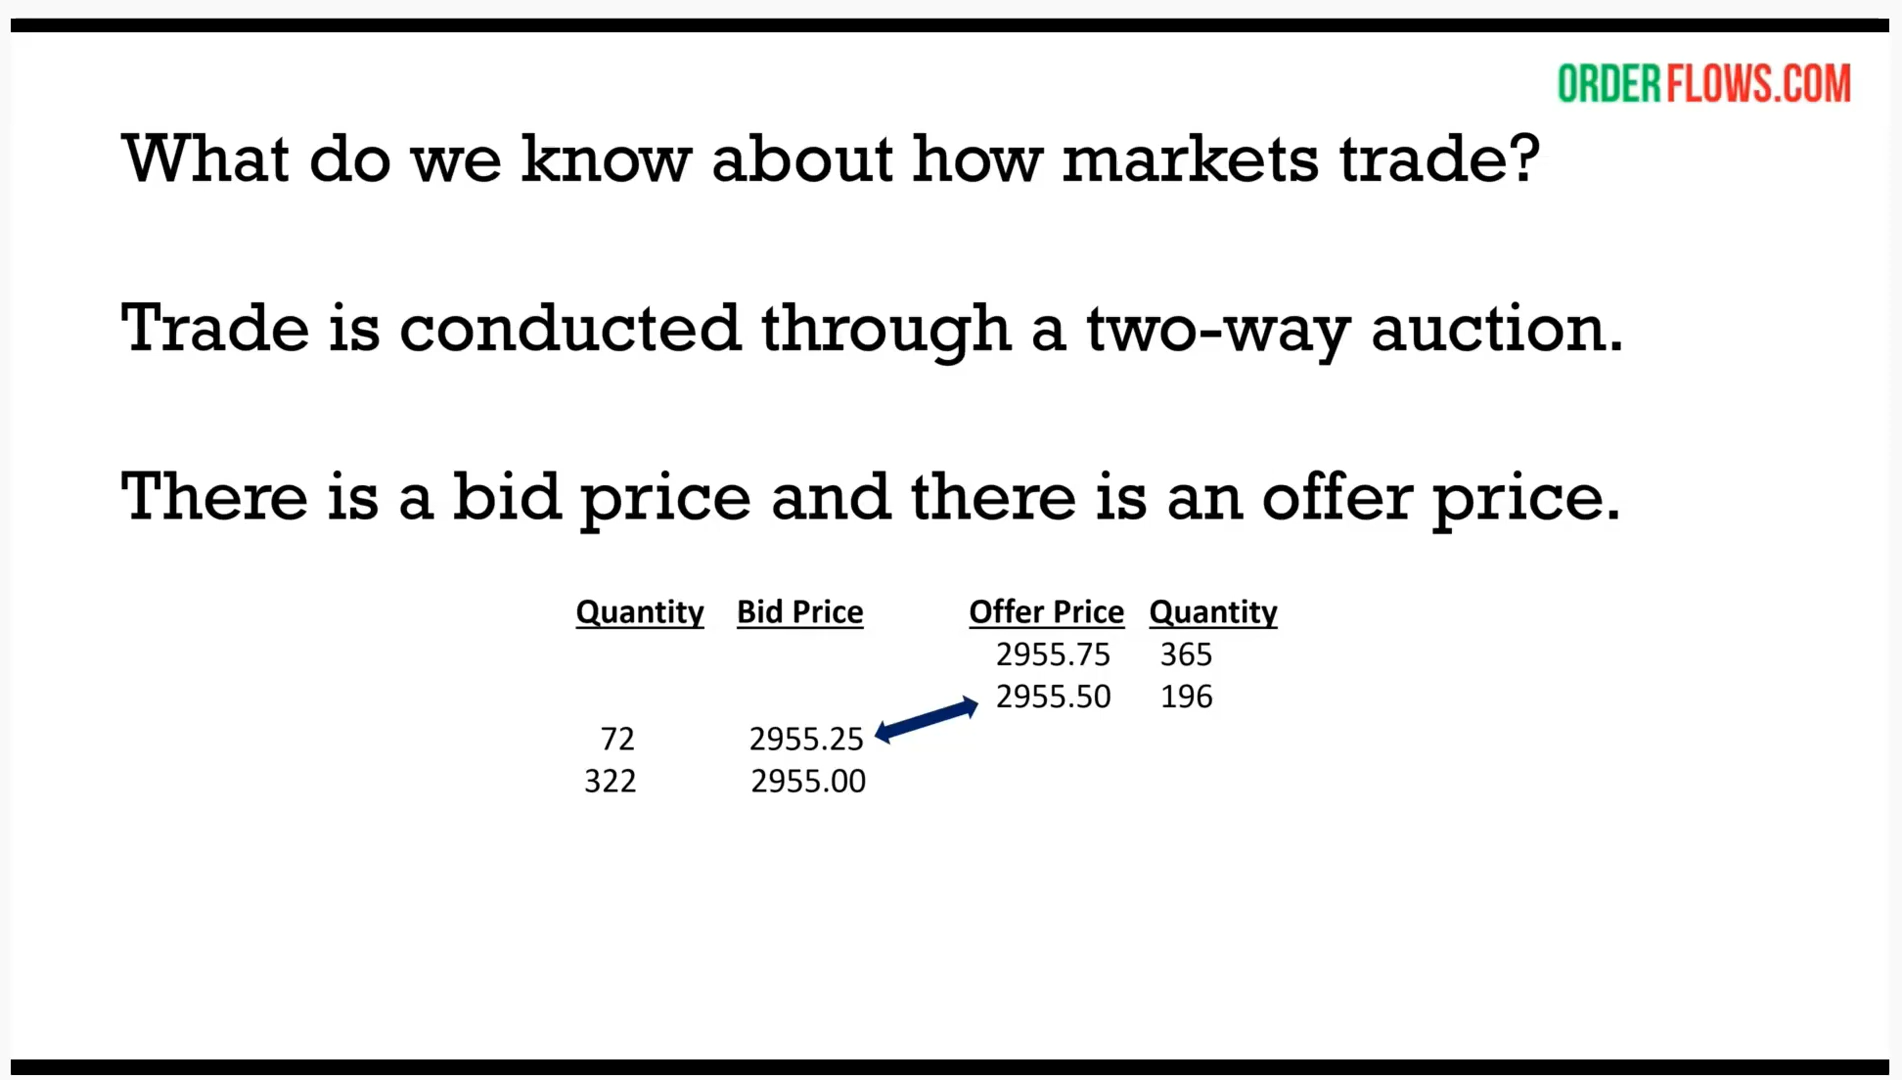 ORDERFLOWS.COM
What do we know about how markets trade?
Trade is conducted through a two-way auction.
There is a bid price and there is an offer price.
Quantity Bid Price Offer Price Quantity
2955.75 365
2955.50 196
72 2955.25
322 2955.00